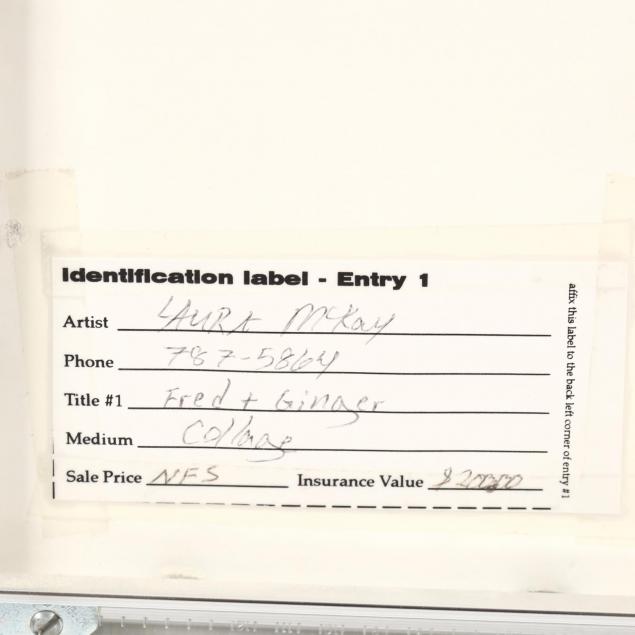 Identification label - Entry 1
Artist LAURA McKay
Phone 787-5864
Title #1 Fred + Ginger
Medium Collage
Sale Price NFS Insurance Value
affix this label to the back left corner of entry #1